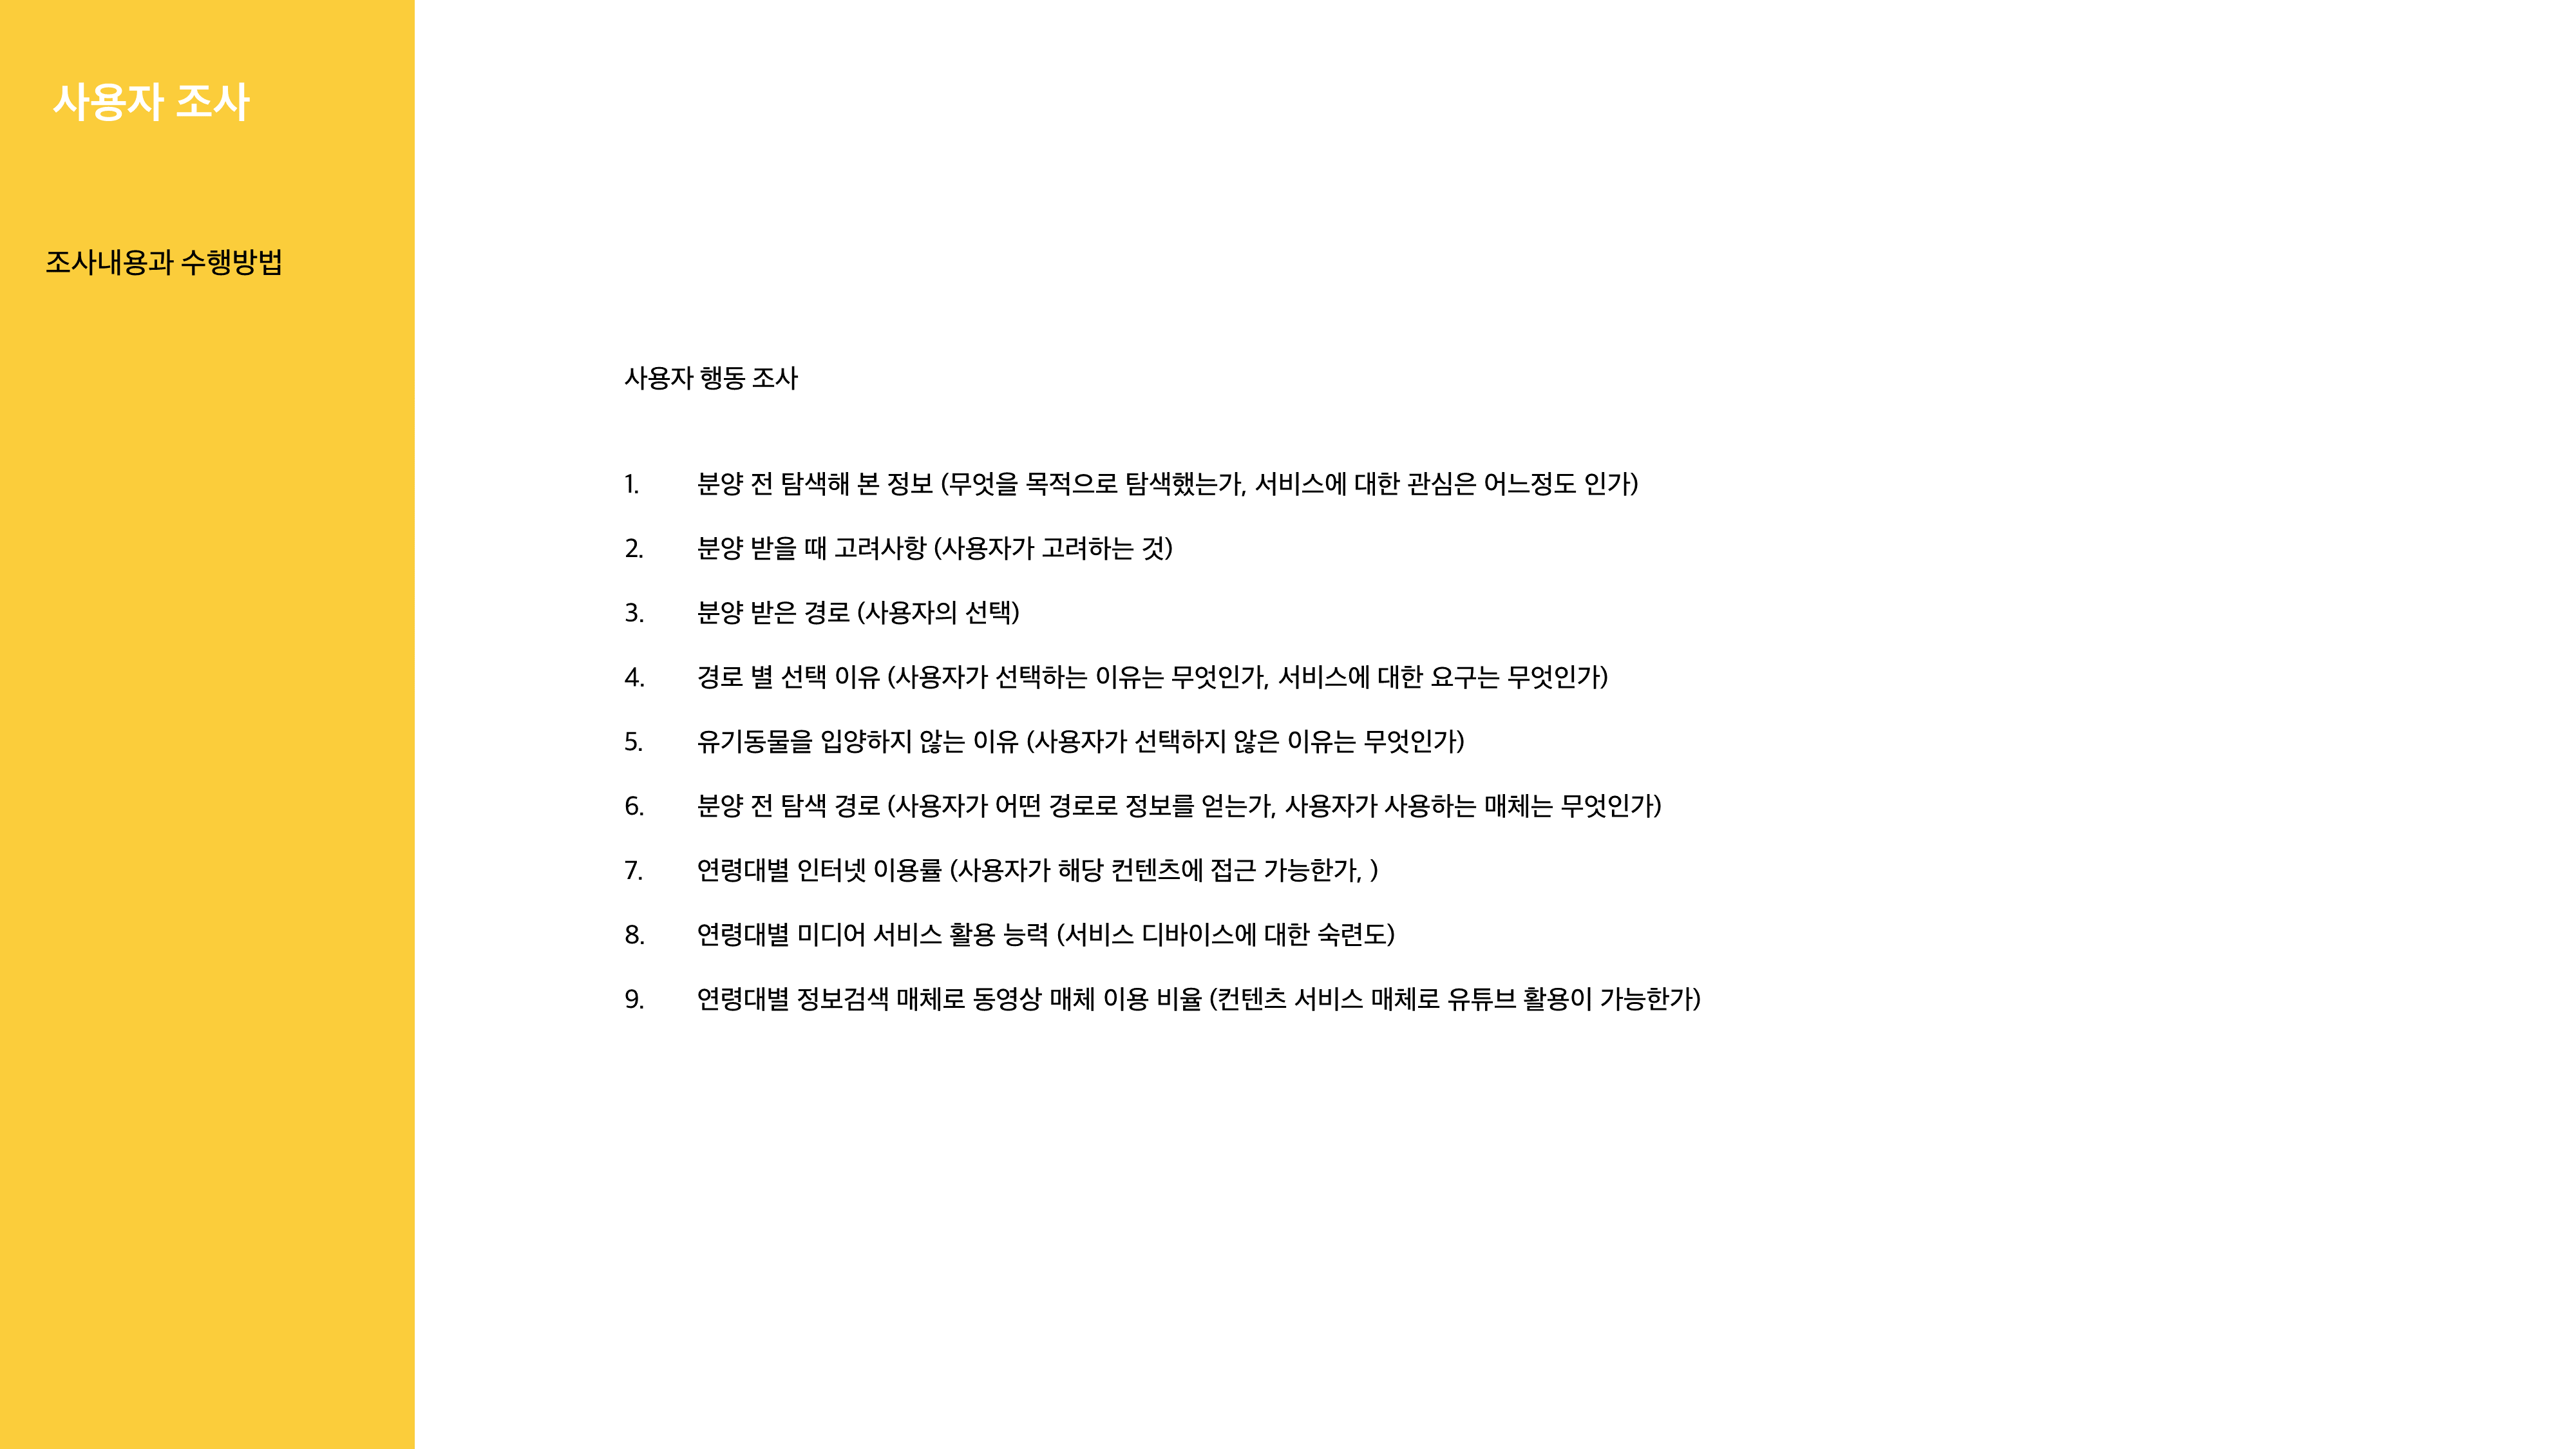 사용자 조사
조사내용과 수행방법
사용자 행동 조사
1. 분양 전 탐색해 본 정보 (무엇을 목적으로 탐색했는가, 서비스에 대한 관심은 어느정도 인가)
2. 분양 받을 때 고려사항 (사용자가 고려하는 것)
3. 분양 받은 경로 (사용자의 선택)
4. 경로 별 선택 이유 (사용자가 선택하는 이유는 무엇인가, 서비스에 대한 요구는 무엇인가)
5. 유기동물을 입양하지 않는 이유 (사용자가 선택하지 않은 이유는 무엇인가)
6. 분양 전 탐색 경로 (사용자가 어떤 경로로 정보를 얻는가, 사용자가 사용하는 매체는 무엇인가)
7. 연령대별 인터넷 이용률 (사용자가 해당 컨텐츠에 접근 가능한가, )
8. 연령대별 미디어 서비스 활용 능력 (서비스 디바이스에 대한 숙련도)
9. 연령대별 정보검색 매체로 동영상 매체 이용 비율 (컨텐츠 서비스 매체로 유튜브 활용이 가능한가)